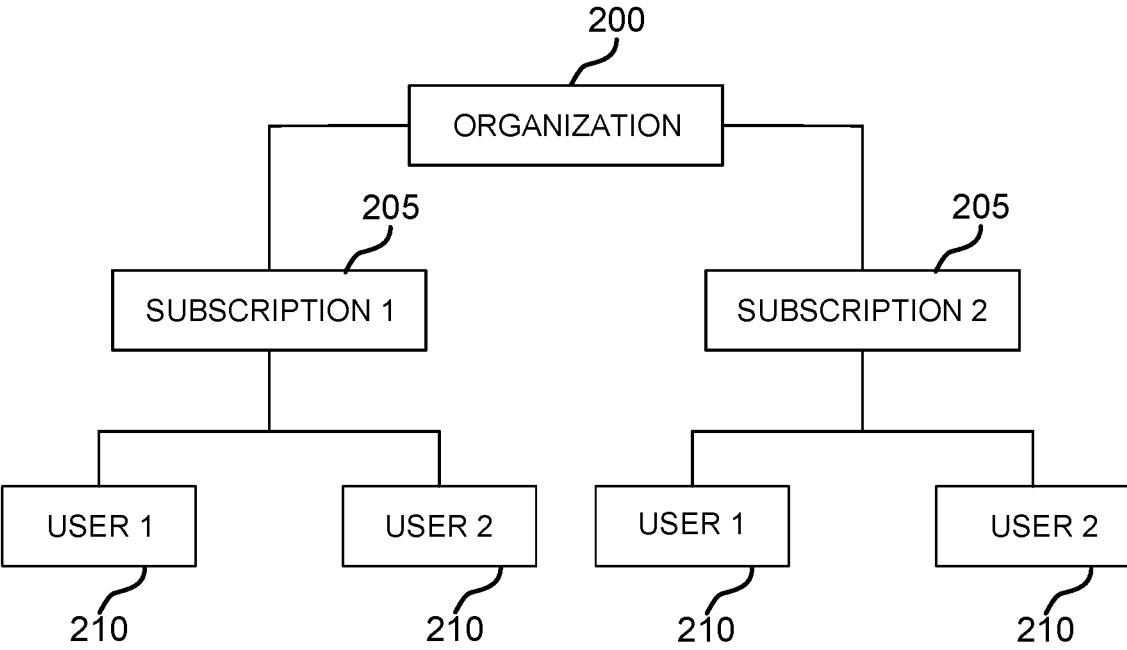 200
ORGANIZATION
205
205
SUBSCRIPTION 1
SUBSCRIPTION 2
USER 1
USER 2
USER 1
USER 2
210
210
210
210